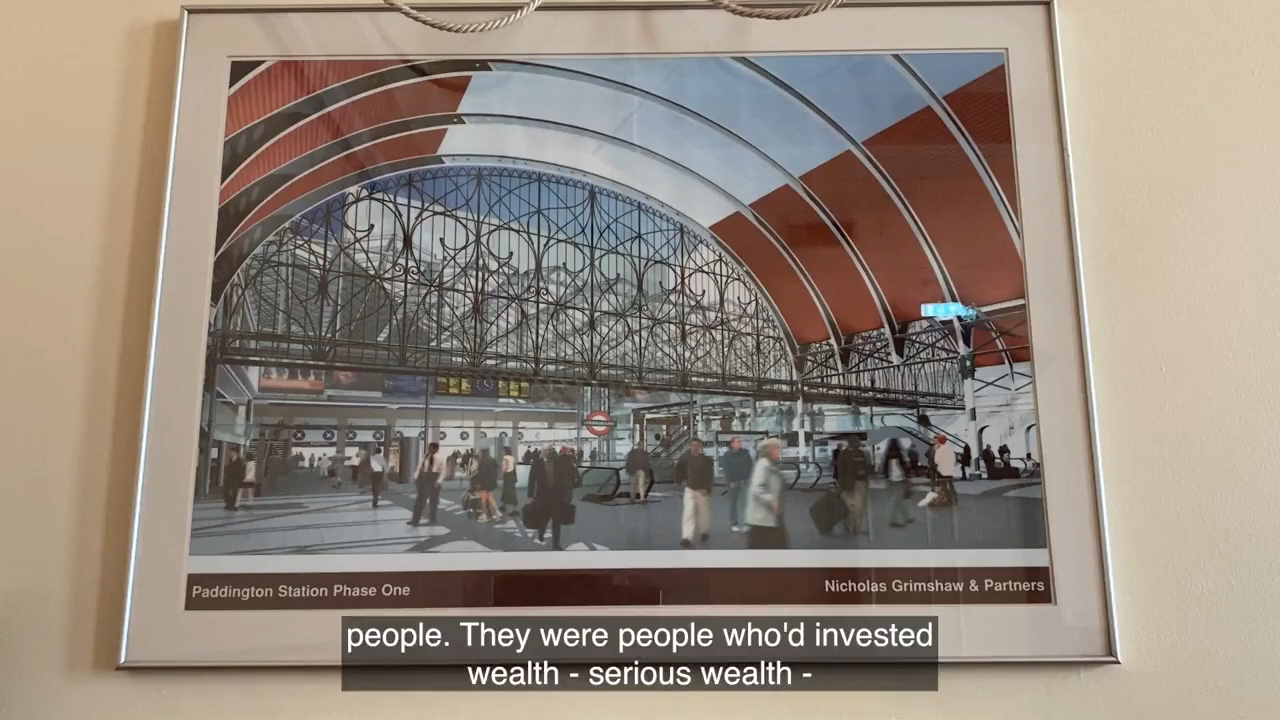 Paddington Station Phase One
Nicholas Grimshaw & Partners
people. They were people who'd invested
wealth - serious wealth -